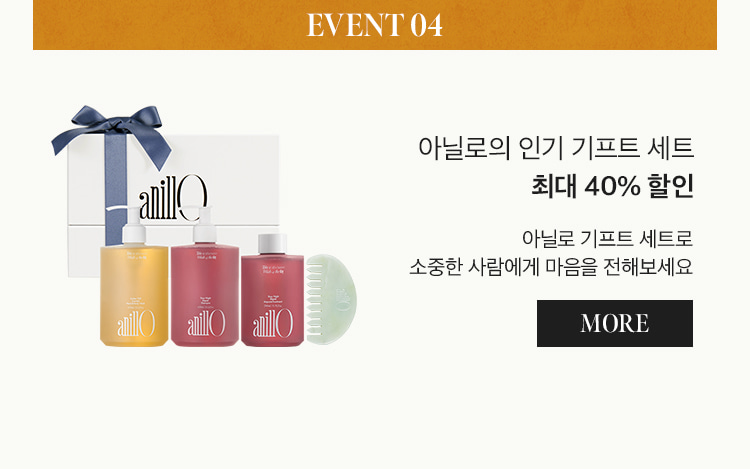 EVENT 04
아닐로의 인기 기프트 세트
최대 40% 할인
아닐로 기프트 세트로
소중한 사람에게 마음을 전해보세요
MORE
anillO
anillO
anillO
anillO